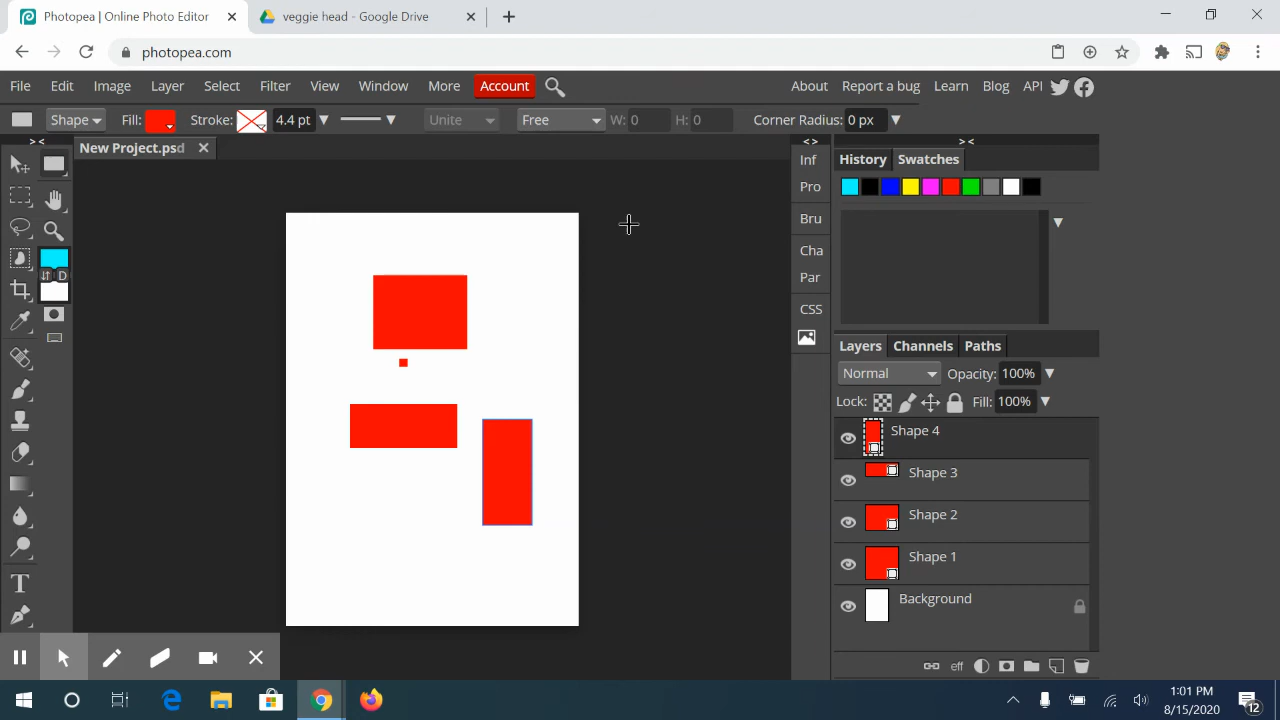 Photopea | Online Photo Editor
veggie head - Google Drive
photopea.com
File Edit Image Layer Select Filter View Window More Account About Report a bug Learn Blog API
Shape Fill: Stroke: 4.4 pt Unite Free W: 0 H: 0 Corner Radius: 0 px
> < New Project.psd < > > <
Inf History Swatches
Pro
Bru
Cha
Par
CSS
D
T
Layers Channels Paths
Normal Opacity: 100%
Lock: Fill: 100%
Shape 4
Shape 3
Shape 2
Shape 1
Background
eff
1:01 PM
8/15/2020
12